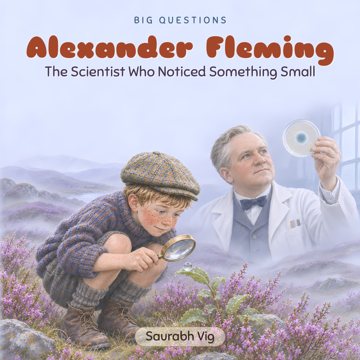 BIG QUESTIONS
Alexander Fleming
The Scientist Who Noticed Something Small
Saurabh Vig